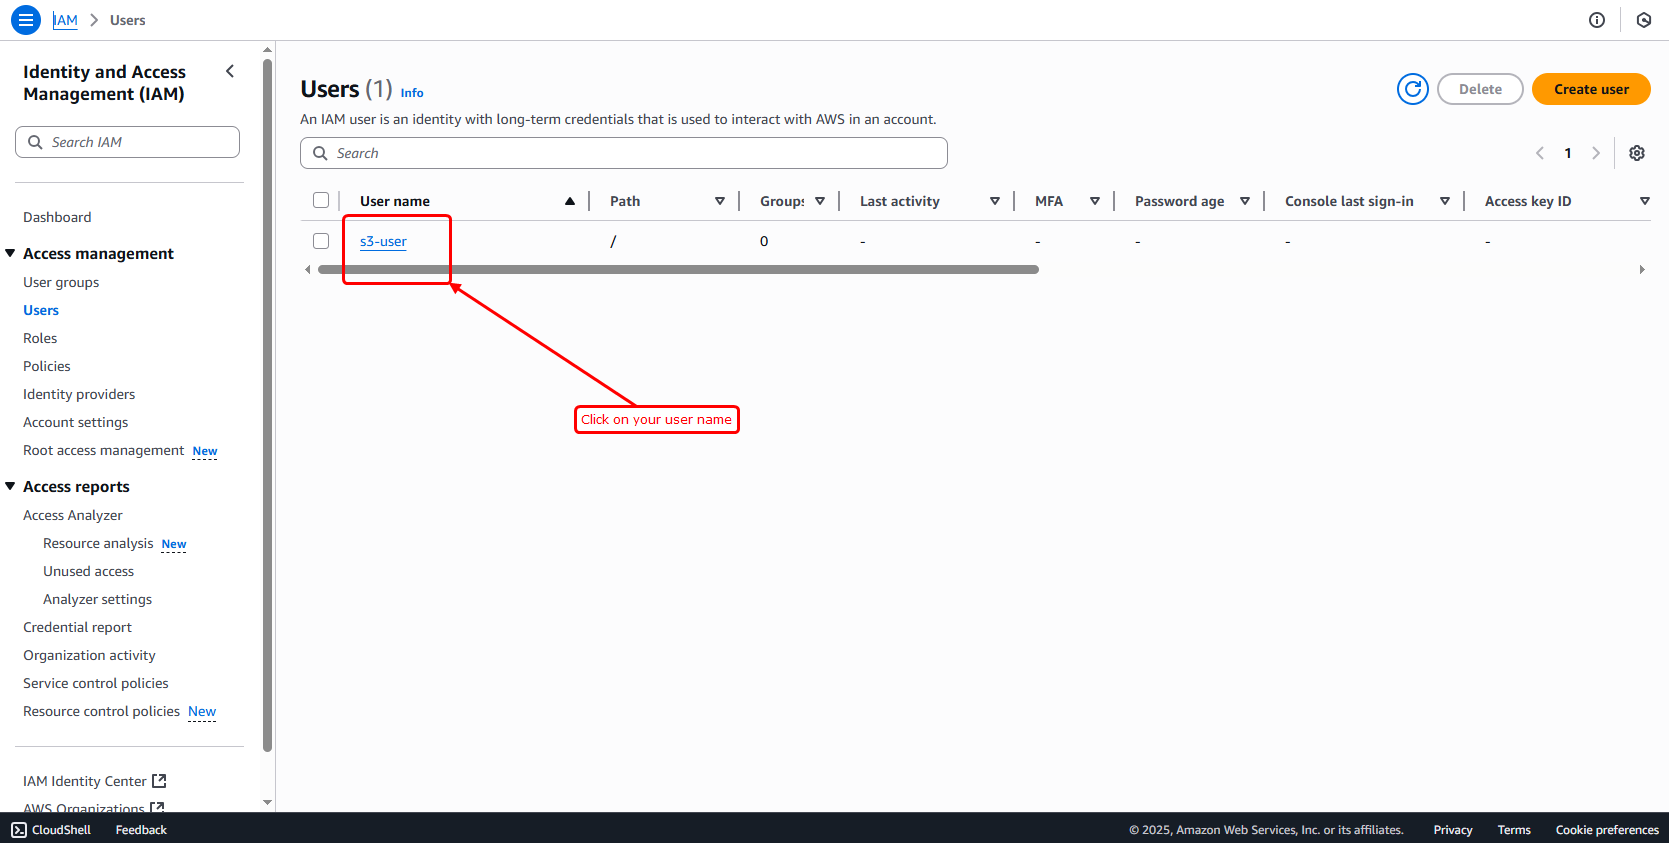 IAM > Users
Identity and Access
Management (IAM)
Search IAM
Dashboard
Access management
User groups
Users
Roles
Policies
Identity providers
Account settings
Root access management New
Access reports
Access Analyzer
Resource analysis New
Unused access
Analyzer settings
Credential report
Organization activity
Service control policies
Resource control policies New
IAM Identity Center
AWS Organizations
Users (1) Info
Delete
Create user
An IAM user is an identity with long-term credentials that is used to interact with AWS in an account.
Search
1
User name Path Groups Last activity MFA Password age Console last sign-in Access key ID
s3-user / 0 - - - - -
Click on your user name
CloudShell Feedback © 2025, Amazon Web Services, Inc. or its affiliates. Privacy Terms Cookie preferences